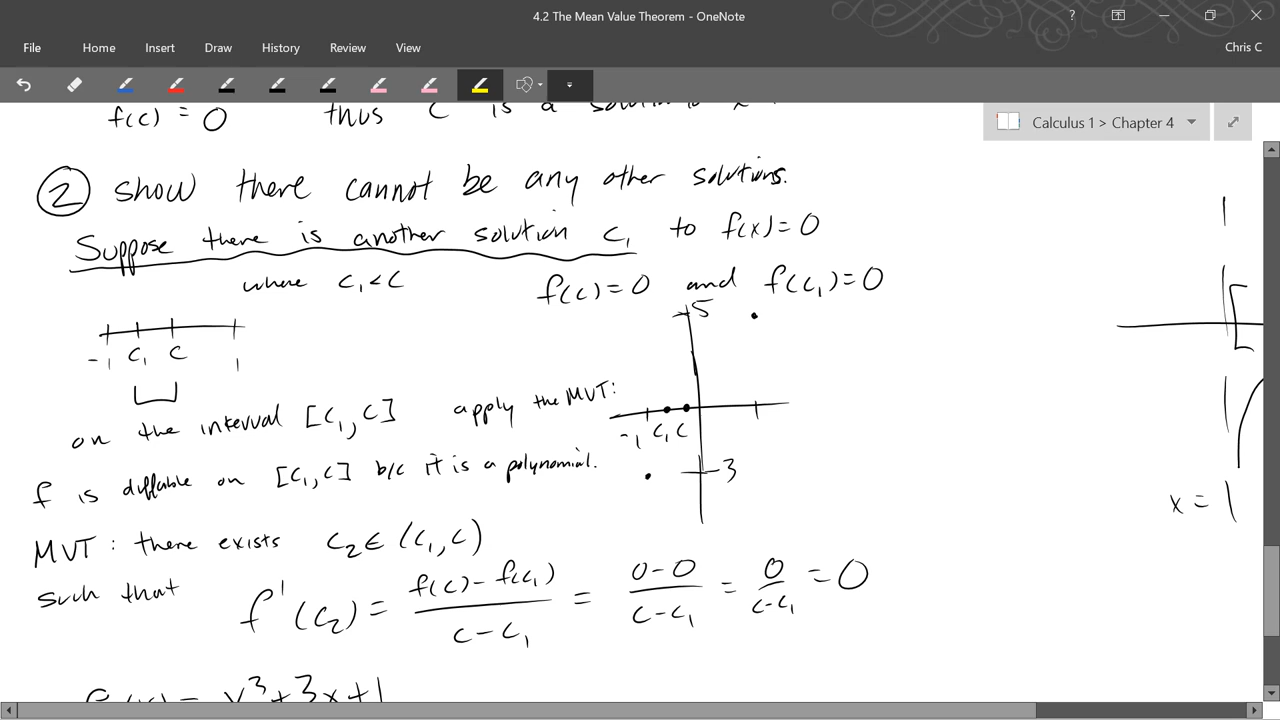 4.2 The Mean Value Theorem - OneNote
?
File Home Insert Draw History Review View
Chris C
Calculus 1 > Chapter 4
f(c) = 0 thus c is a
② show there cannot be any other solutions.
Suppose there is another solution c₁ to f(x)=0
where c₁<c f(c)=0 and f(c₁)=0
5
-1 c₁ c 1
on the interval [c₁,c] apply the MVT:
-1 c₁ c
f is diffable on [c₁,c] b/c it is a polynomial.
-3
x = 1
MVT: there exists c₂∈(c₁,c)
such that f'(c₂) = f(c)-f(c₁) / c-c₁ = 0-0 / c-c₁ = 0 / c-c₁ = 0
= x³+3x+1